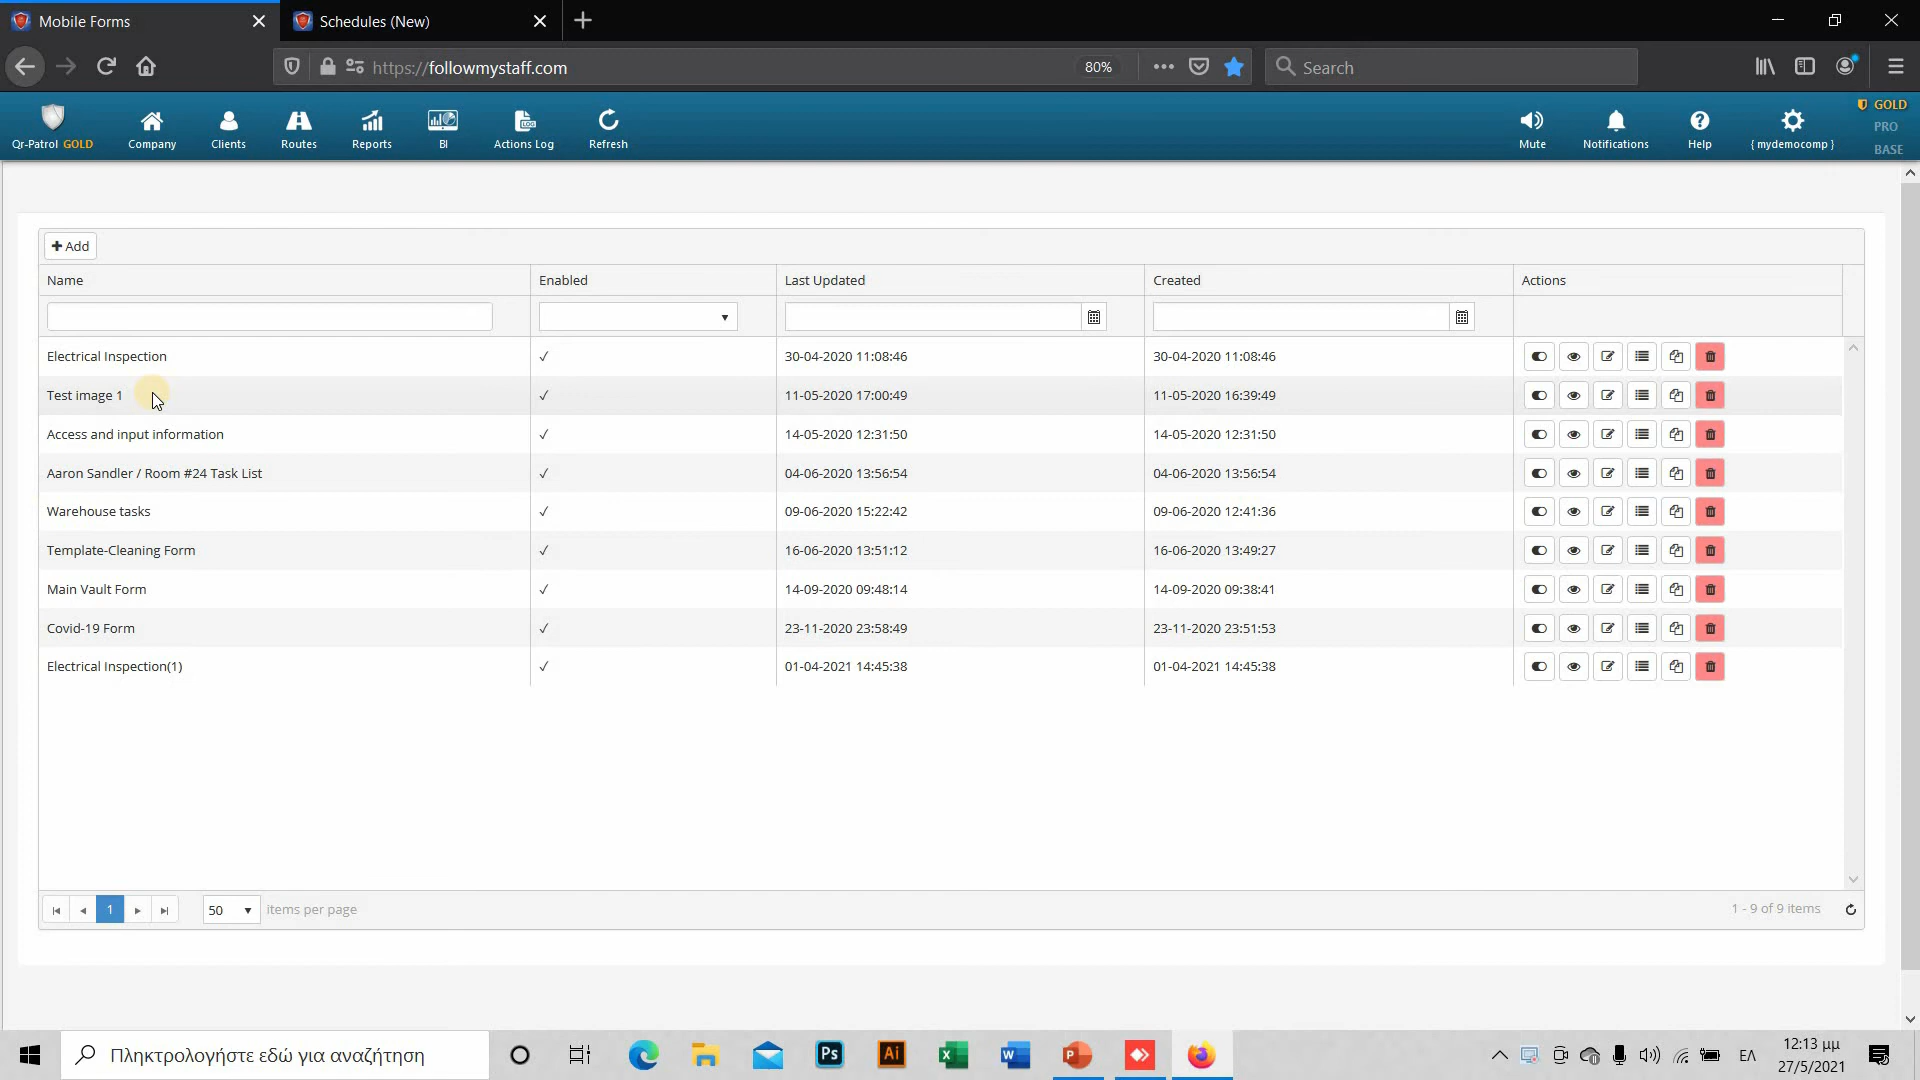 Mobile Forms
Schedules (New)
https://followmystaff.com
80%
Search
Qr-Patrol GOLD
Company
Clients
Routes
Reports
BI
LOG
Actions Log
Refresh
Mute
Notifications
Help
{ mydemocomp }
GOLD
PRO
BASE
Add
Name
Enabled
Last Updated
Created
Actions
Electrical Inspection
✓
30-04-2020 11:08:46
30-04-2020 11:08:46
Test image 1
✓
11-05-2020 17:00:49
11-05-2020 16:39:49
Access and input information
✓
14-05-2020 12:31:50
14-05-2020 12:31:50
Aaron Sandler / Room #24 Task List
✓
04-06-2020 13:56:54
04-06-2020 13:56:54
Warehouse tasks
✓
09-06-2020 15:22:42
09-06-2020 12:41:36
Template-Cleaning Form
✓
16-06-2020 13:51:12
16-06-2020 13:49:27
Main Vault Form
✓
14-09-2020 09:48:14
14-09-2020 09:38:41
Covid-19 Form
✓
23-11-2020 23:58:49
23-11-2020 23:51:53
Electrical Inspection(1)
✓
01-04-2021 14:45:38
01-04-2021 14:45:38
1
50
items per page
1 - 9 of 9 items
Πληκτρολογήστε εδώ για αναζήτηση
Ps
Ai
X
W
P
ΕΛ
12:13 μμ
27/5/2021